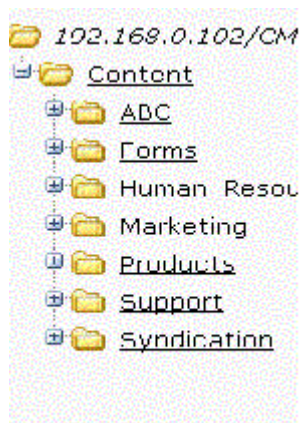 192.168.0.102/CM
Content
ABC
Forms
Human Resou
Marketing
Products
Support
Syndication